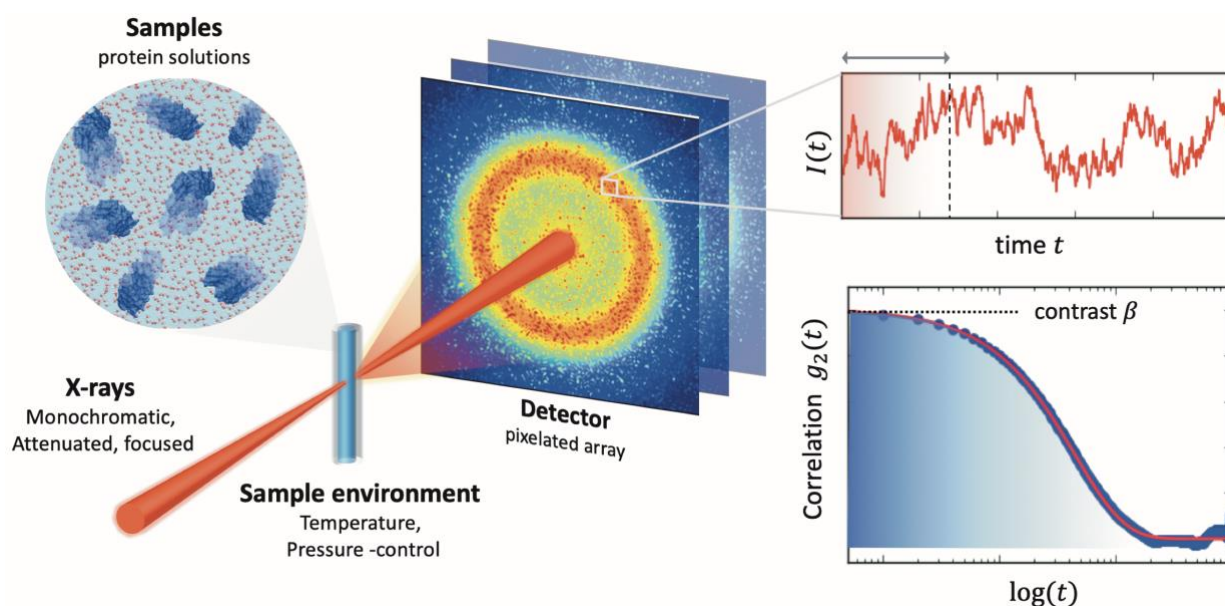 Samples
protein solutions
X-rays
Monochromatic,
Attenuated, focused
Sample environment
Temperature,
Pressure -control
Detector
pixelated array
I(t)
time t
contrast β
Correlation g₂(t)
log(t)